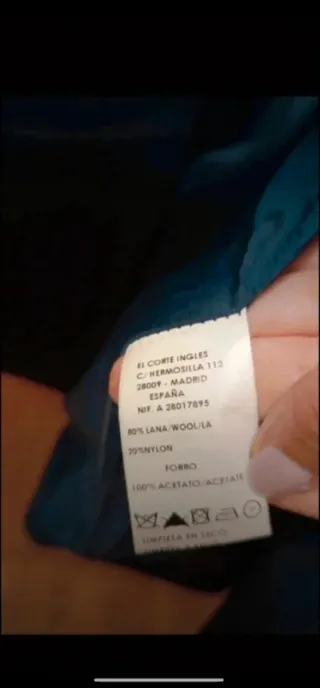 EL CORTE INGLES
C/ HERMOSILLA 112
28009 - MADRID
ESPAÑA
NIF. A 28017895
80% LANA/WOOL/LA
20%NYLON
FORRO
100% ACETATO/ACETATE
LIMPIEZA EN SECO